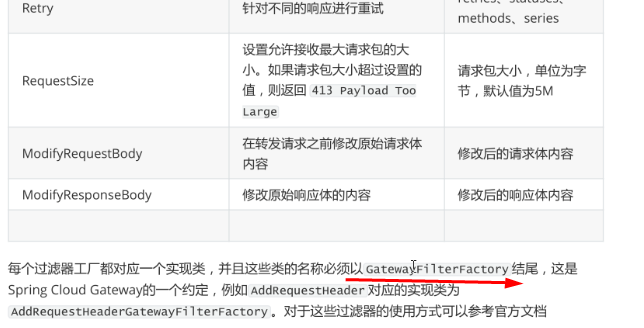 Retry 针对不同的响应进行重试 retries、statuses、
methods、series
设置允许接收最大请求包的大
小。如果请求包大小超过设置的
RequestSize 值，则返回 413 Payload Too Large 请求包大小，单位为字
节，默认值为5M
ModifyRequestBody 在转发请求之前修改原始请求体
内容 修改后的请求体内容
ModifyResponseBody 修改原始响应体的内容 修改后的响应体内容
每个过滤器工厂都对应一个实现类，并且这些类的名称必须以 GatewayFilterFactory 结尾，这是
Spring Cloud Gateway的一个约定，例如 AddRequestHeader 对应的实现类为
AddRequestHeaderGatewayFilterFactory 。对于这些过滤器的使用方式可以参考官方文档